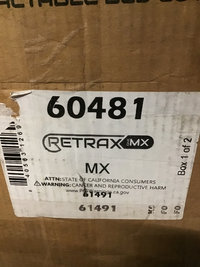 60481
RETRAX MX
MX
ATTN: STATE OF CALIFORNIA CONSUMERS
WARNING: CANCER AND REPRODUCTIVE HARM
61491
61491
Box 1 of 2